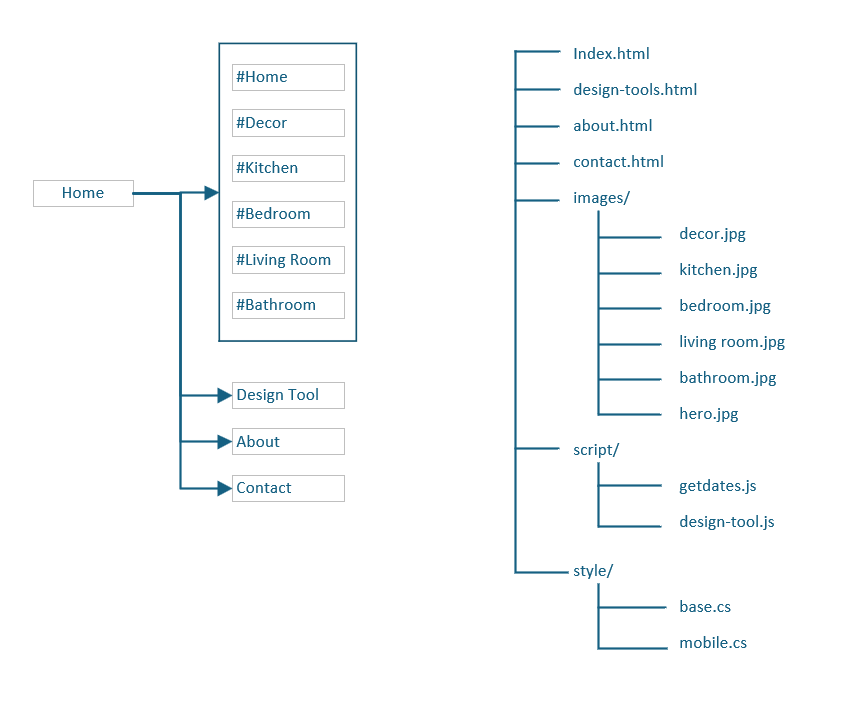 Home
#Home
#Decor
#Kitchen
#Bedroom
#Living Room
#Bathroom
Design Tool
About
Contact
Index.html
design-tools.html
about.html
contact.html
images/
decor.jpg
kitchen.jpg
bedroom.jpg
living room.jpg
bathroom.jpg
hero.jpg
script/
getdates.js
design-tool.js
style/
base.cs
mobile.cs